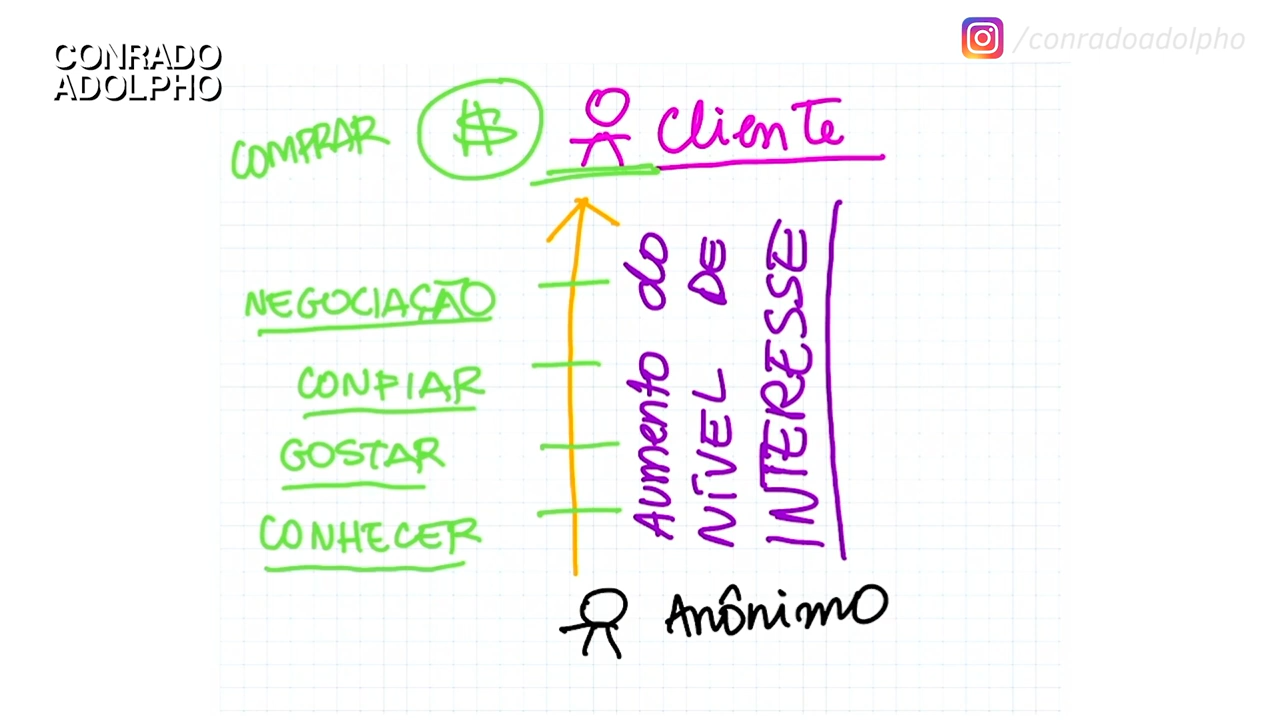 CONRADO
ADOLPHO
/conradoadolpho
COMPRAR
$
Cliente
NEGOCIAÇÃO
CONFIAR
GOSTAR
CONHECER
Aumento do
NÍVEL DE
INTERESSE
Anônimo